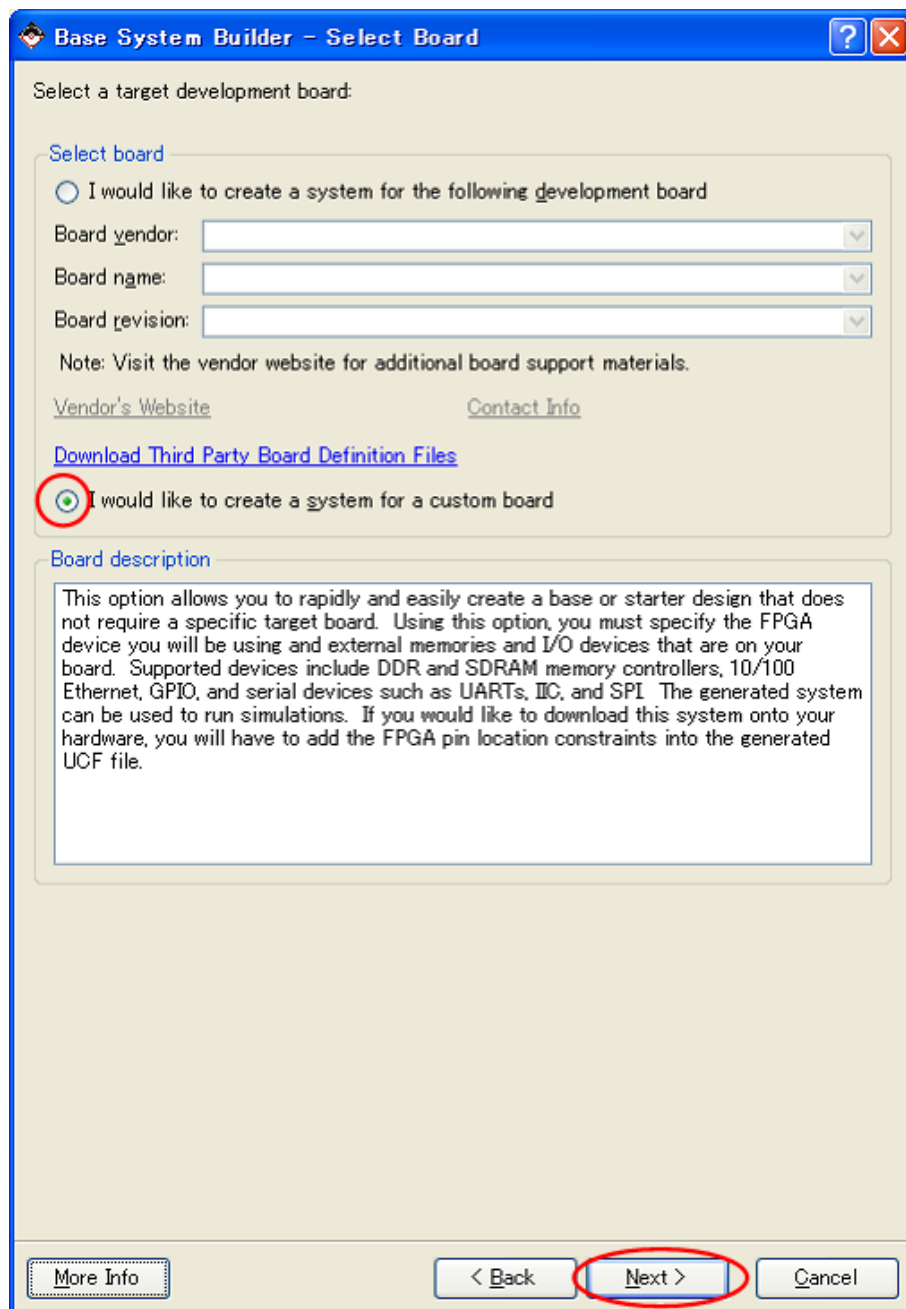 Base System Builder - Select Board
Select a target development board:
Select board
I would like to create a system for the following development board
Board vendor:
Board name:
Board revision:
Note: Visit the vendor website for additional board support materials.
Vendor's Website Contact Info
Download Third Party Board Definition Files
I would like to create a system for a custom board
Board description
This option allows you to rapidly and easily create a base or starter design that does
not require a specific target board. Using this option, you must specify the FPGA
device you will be using and external memories and I/O devices that are on your
board. Supported devices include DDR and SDRAM memory controllers, 10/100
Ethernet, GPIO, and serial devices such as UARTs, IIC, and SPI. The generated system
can be used to run simulations. If you would like to download this system onto your
hardware, you will have to add the FPGA pin location constraints into the generated
UCF file.
More Info < Back Next > Cancel